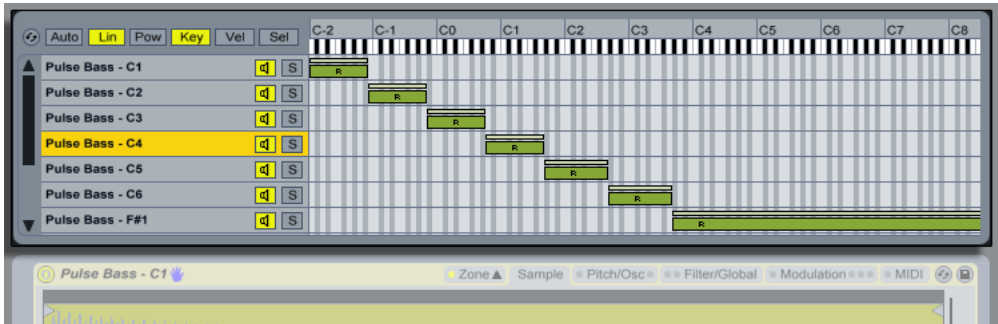 Auto Lin Pow Key Vel Sel C-2 C-1 C0 C1 C2 C3 C4 C5 C6 C7 C8
Pulse Bass - C1 S R
Pulse Bass - C2 S R
Pulse Bass - C3 S R
Pulse Bass - C4 S R
Pulse Bass - C5 S R
Pulse Bass - C6 S R
Pulse Bass - F#1 S R
Pulse Bass - C1 Zone Sample Pitch/Osc Filter/Global Modulation MIDI